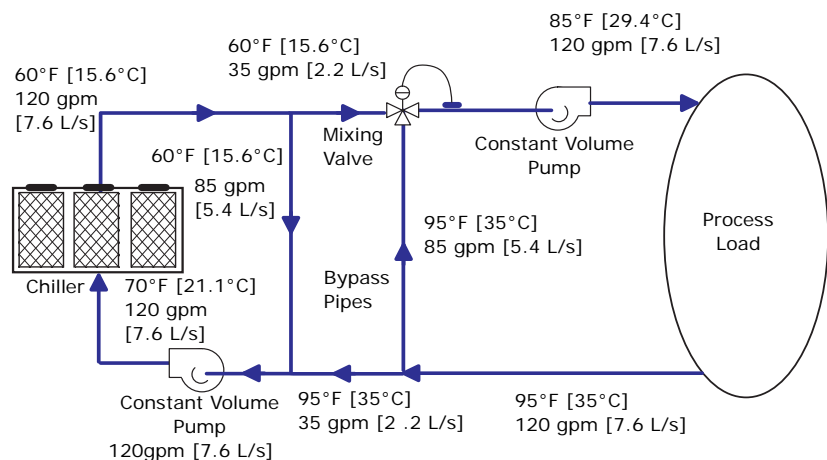 85°F [29.4°C]
120 gpm [7.6 L/s]
60°F [15.6°C]
35 gpm [2.2 L/s]
60°F [15.6°C]
120 gpm
[7.6 L/s]
Mixing
Valve
Constant Volume
Pump
60°F [15.6°C]
85 gpm
[5.4 L/s]
Process
Load
95°F [35°C]
85 gpm [5.4 L/s]
Chiller
70°F [21.1°C]
120 gpm
[7.6 L/s]
Bypass
Pipes
95°F [35°C]
35 gpm [2 .2 L/s]
95°F [35°C]
120 gpm [7.6 L/s]
Constant Volume
Pump
120gpm [7.6 L/s]